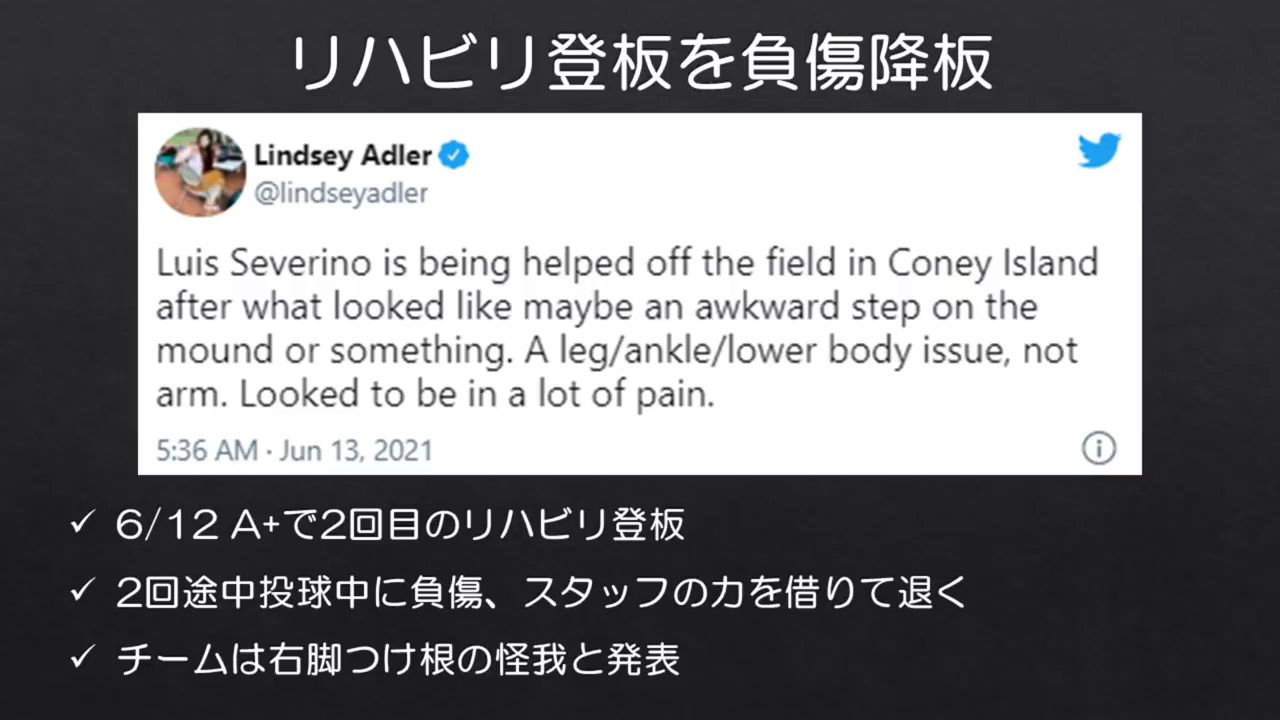 リハビリ登板を負傷降板
Lindsey Adler
@lindseyadler
Luis Severino is being helped off the field in Coney Island
after what looked like maybe an awkward step on the
mound or something. A leg/ankle/lower body issue, not
arm. Looked to be in a lot of pain.
5:36 AM · Jun 13, 2021
✓ 6/12 A+で2回目のリハビリ登板
✓ 2回途中投球中に負傷、スタッフの力を借りて退く
✓ チームは右脚つけ根の怪我と発表